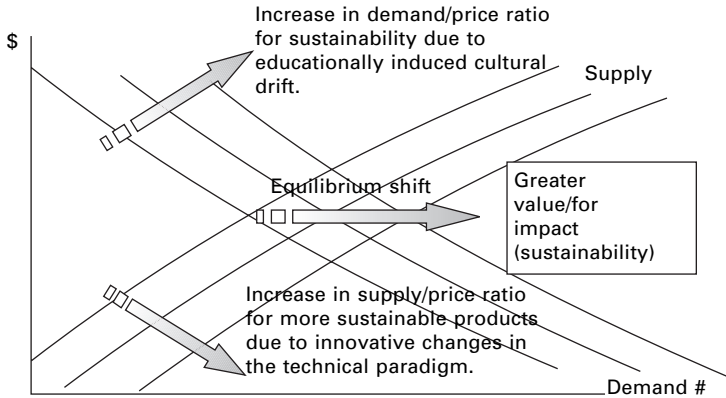 Increase in demand/price ratio
for sustainability due to
educationally induced cultural
drift.
$
Supply
Equilibrium shift
Greater
value/for
impact
(sustainability)
Increase in supply/price ratio
for more sustainable products
due to innovative changes in
the technical paradigm.
Demand #